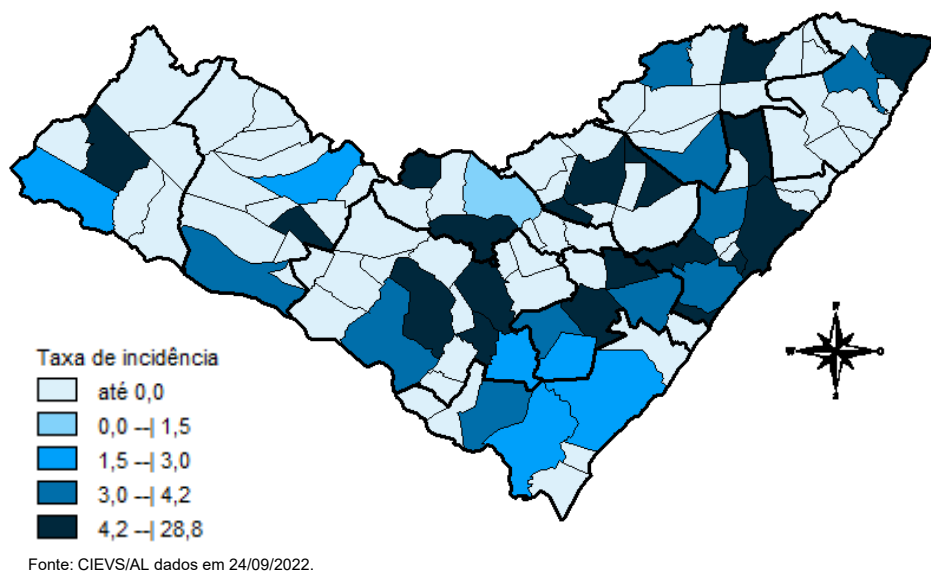 Taxa de incidência
até 0,0
0,0 --| 1,5
1,5 --| 3,0
3,0 --| 4,2
4,2 --| 28,8
Fonte: CIEVS/AL dados em 24/09/2022.